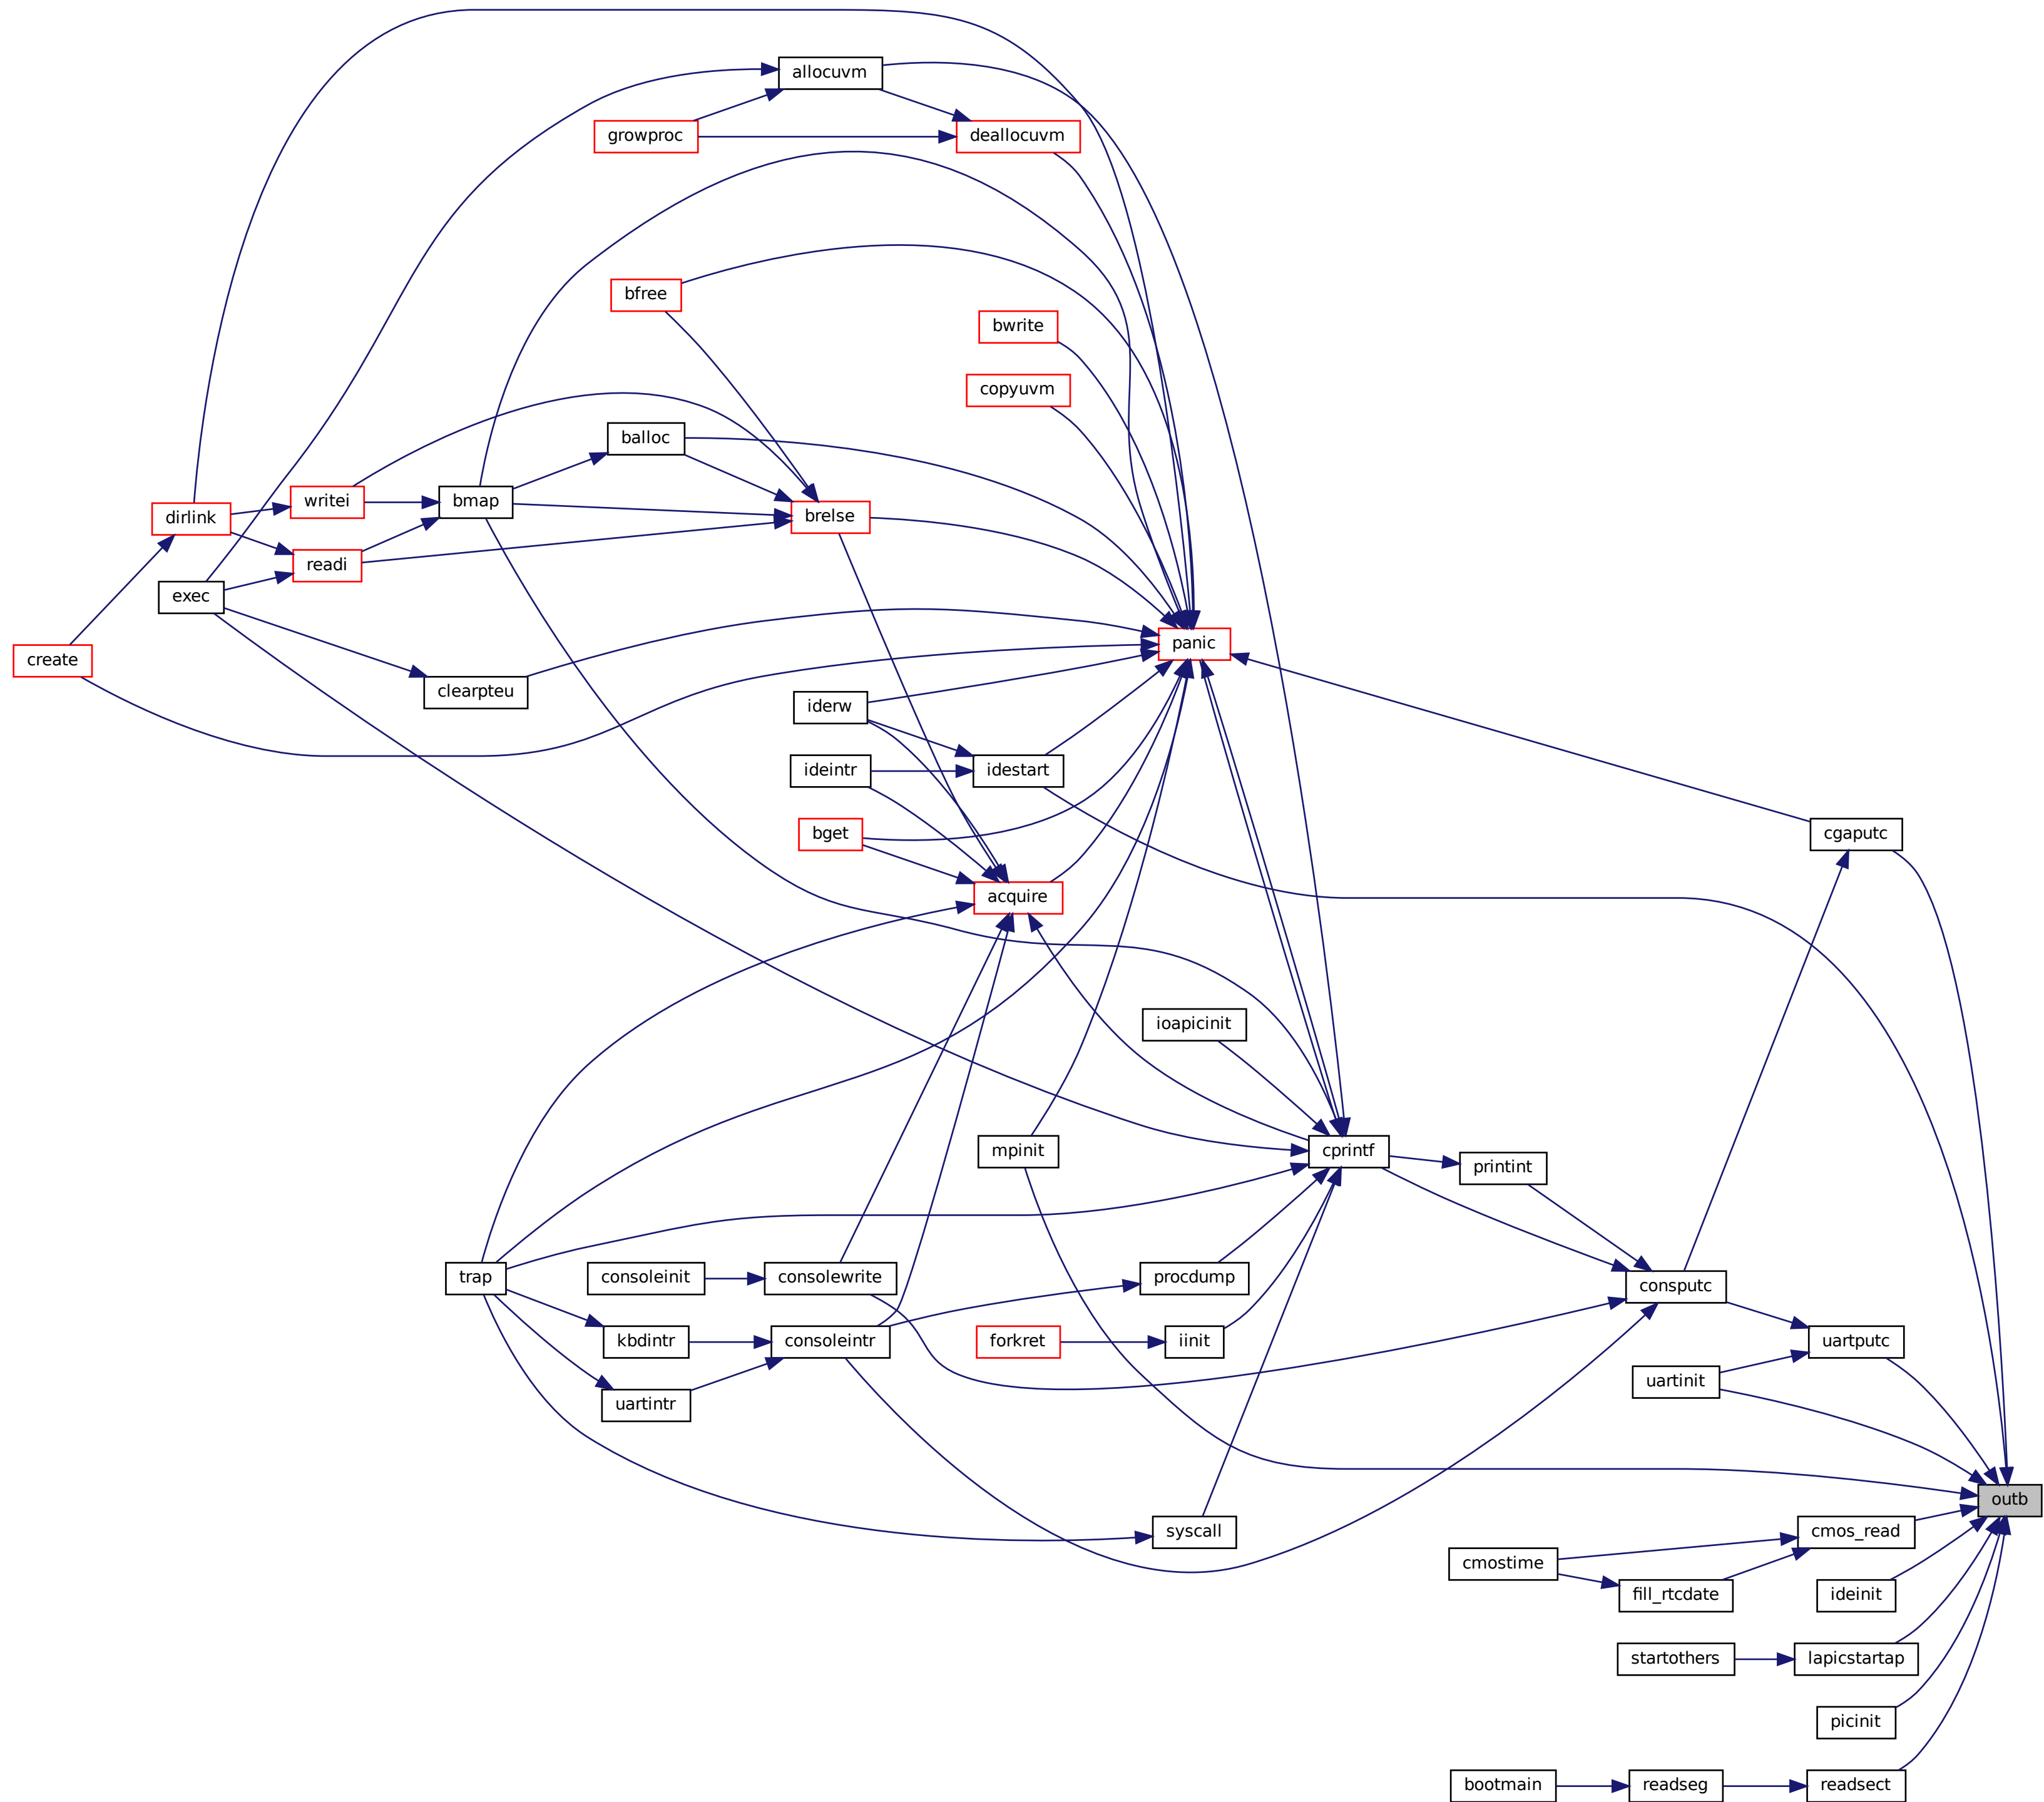 allocuvm
growproc
deallocuvm
bfree
bwrite
copyuvm
balloc
writei
bmap
dirlink
brelse
readi
exec
panic
create
clearpteu
iderw
ideintr
idestart
bget
cgaputc
acquire
ioapicinit
mpinit
cprintf
printint
trap
consoleinit
consolewrite
procdump
consputc
kbdintr
consoleintr
forkret
iinit
uartputc
uartinit
uartintr
outb
syscall
cmos_read
cmostime
fill_rtcdate
ideinit
startothers
lapicstartap
picinit
bootmain
readseg
readsect